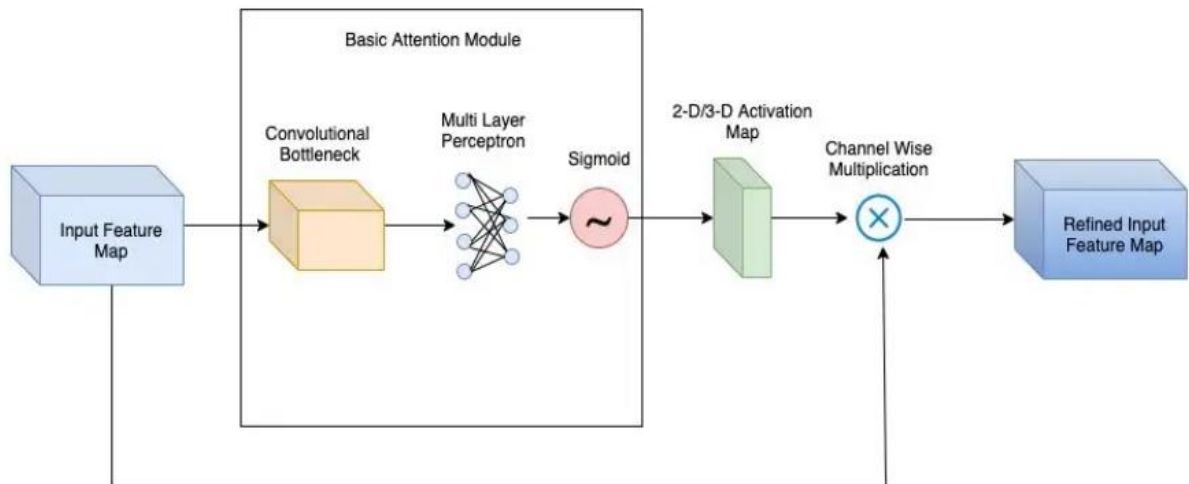 Basic Attention Module
Convolutional
Bottleneck
Multi Layer
Perceptron
Sigmoid
2-D/3-D Activation
Map
Channel Wise
Multiplication
Input Feature
Map
~
Refined Input
Feature Map